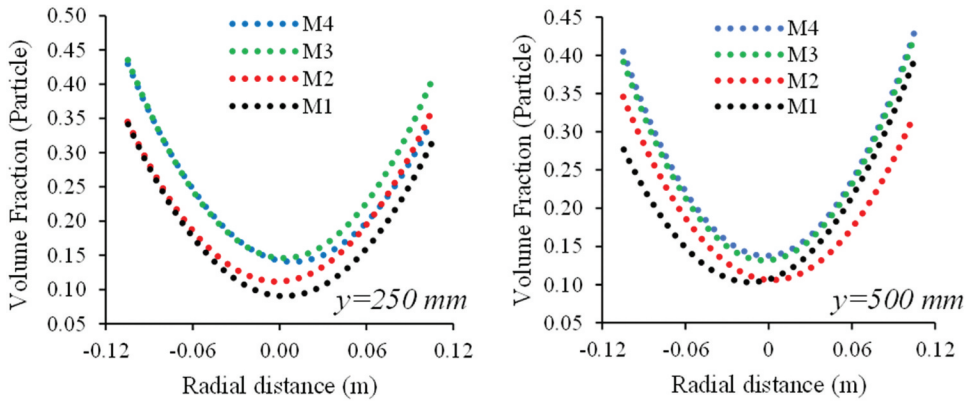 Volume Fraction (Particle)
0.50
0.45
0.40
0.35
0.30
0.25
0.20
0.15
0.10
0.05
M4
M3
M2
M1
y=250 mm
-0.12
-0.06
0.00
0.06
0.12
Radial distance (m)
Volume Fraction (Particle)
0.45
0.40
0.35
0.30
0.25
0.20
0.15
0.10
0.05
M4
M3
M2
M1
y=500 mm
-0.12
-0.06
0
0.06
0.12
Radial distance (m)